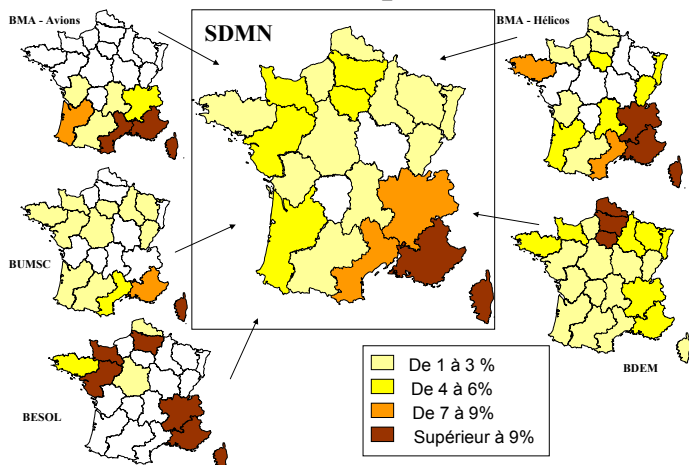 BMA - Avions
SDMN
BMA - Hélicos
BUMSC
BDEM
BESOL
De 1 à 3 %
De 4 à 6%
De 7 à 9%
Supérieur à 9%